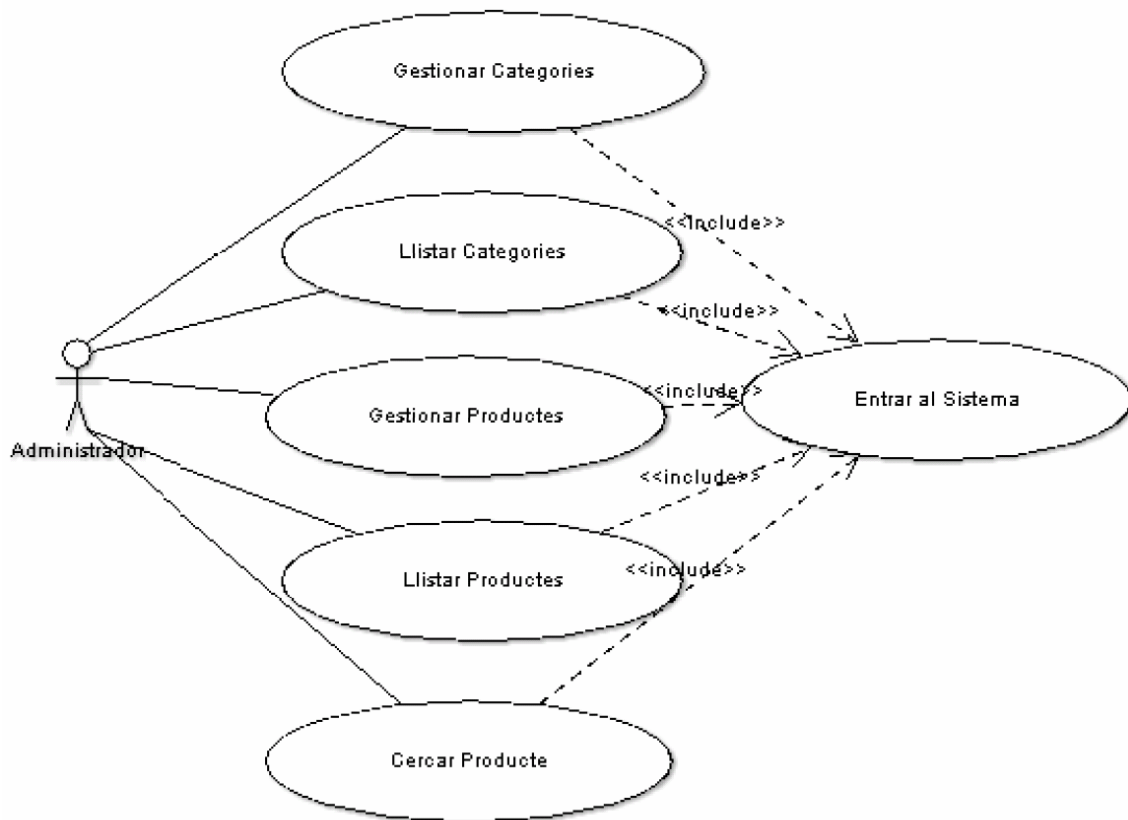 Gestionar Categories
<<include>>
Llistar Categories
<<include>>
<<include>>
Entrar al Sistema
Gestionar Productes
Administrador
<<include>>
<<include>>
Llistar Productes
Cercar Producte